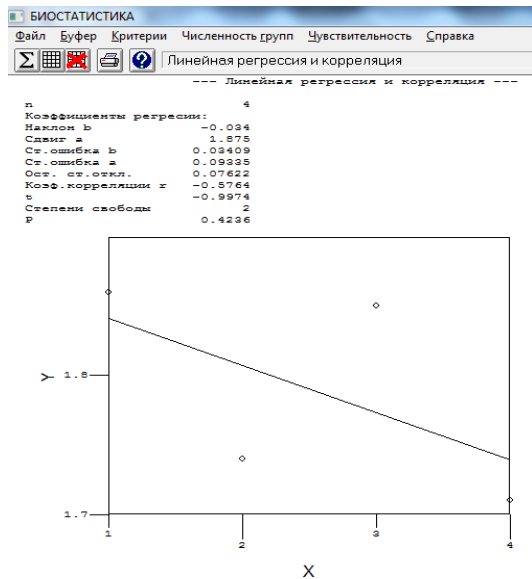 БИОСТАТИСТИКА
Файл Буфер Критерии Численность групп Чувствительность Справка
Линейная регрессия и корреляция
--- Линейная регрессия и корреляция ---
n 4
Коэффициенты регресии:
Наклон b -0.034
Сдвиг a 1.875
Ст.ошибка b 0.03409
Ст.ошибка a 0.09335
Ост. ст.откл. 0.07622
Коэф.корреляции r -0.5764
t -0.9974
Степени свободы 2
P 0.4236
Y
1.8
1.7
1 2 3 4
X